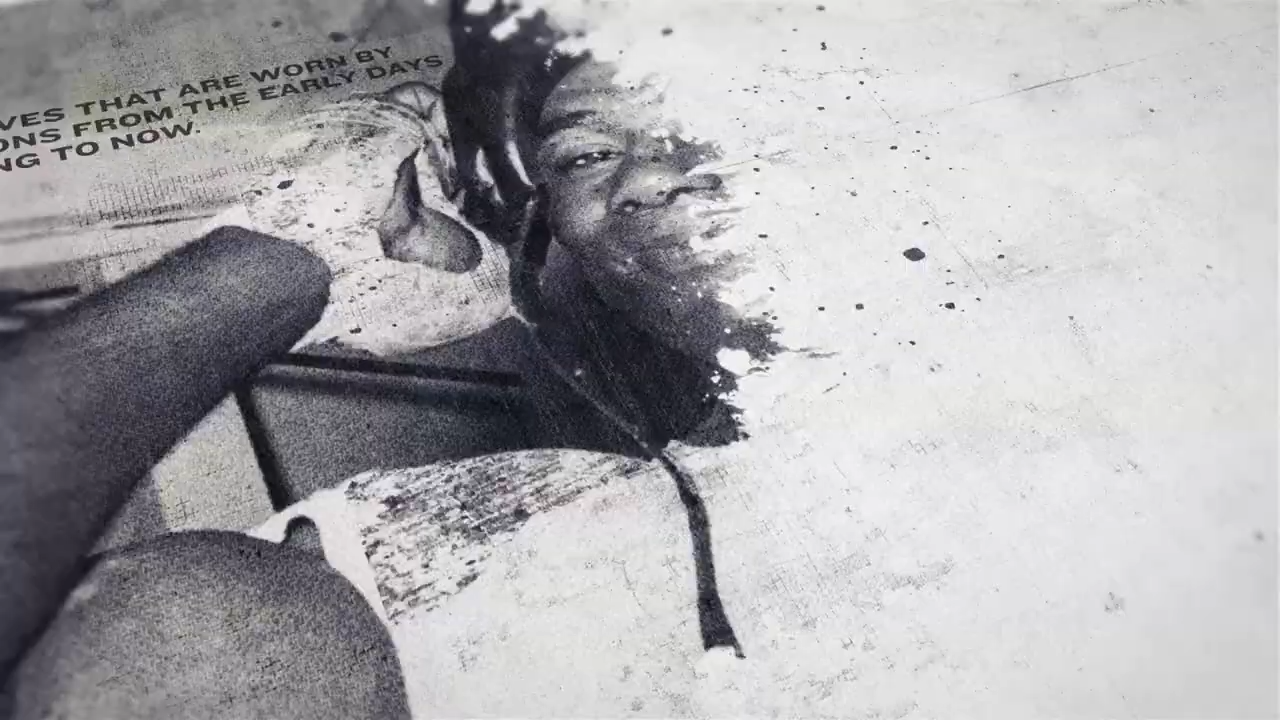 VES THAT ARE WORN BY
ONS FROM THE EARLY DAYS
NG TO NOW.